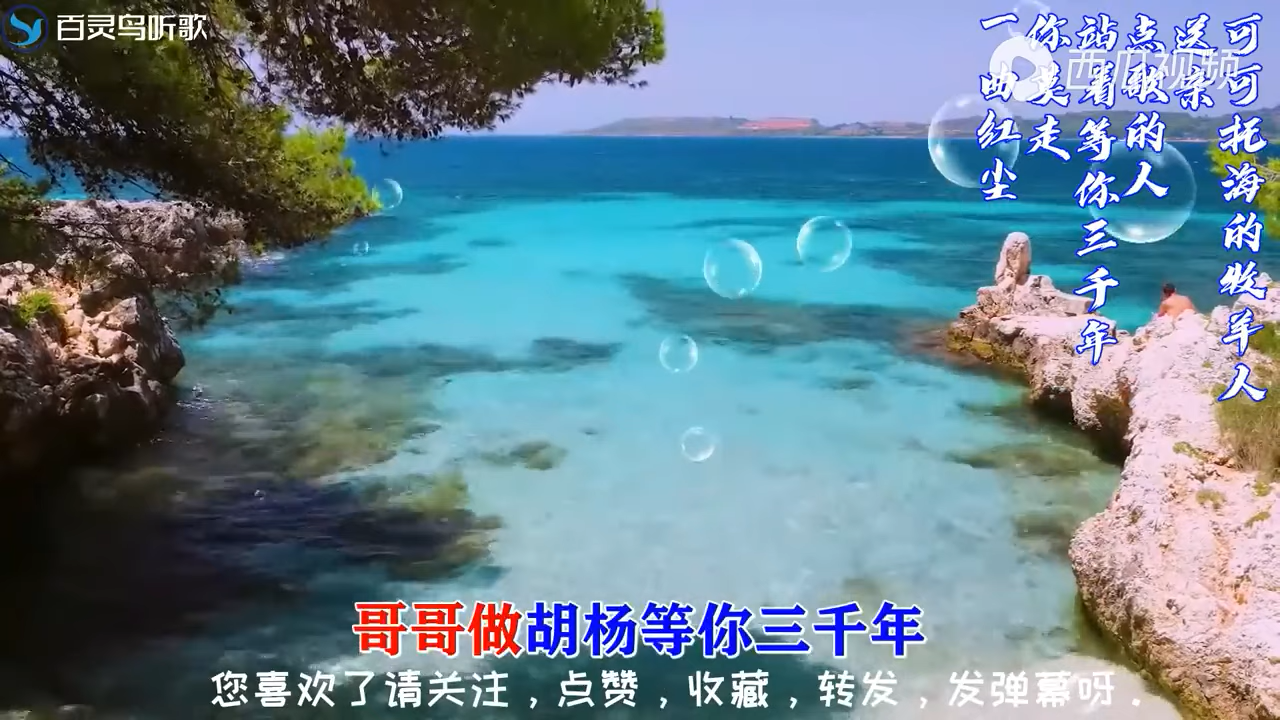 百灵鸟听歌
西瓜视频
可可托海的牧羊人
送亲
点歌的人
站着等你三千年
你莫走
一曲红尘
哥哥做胡杨等你三千年
您喜欢了请关注，点赞，收藏，转发，发弹幕呀．